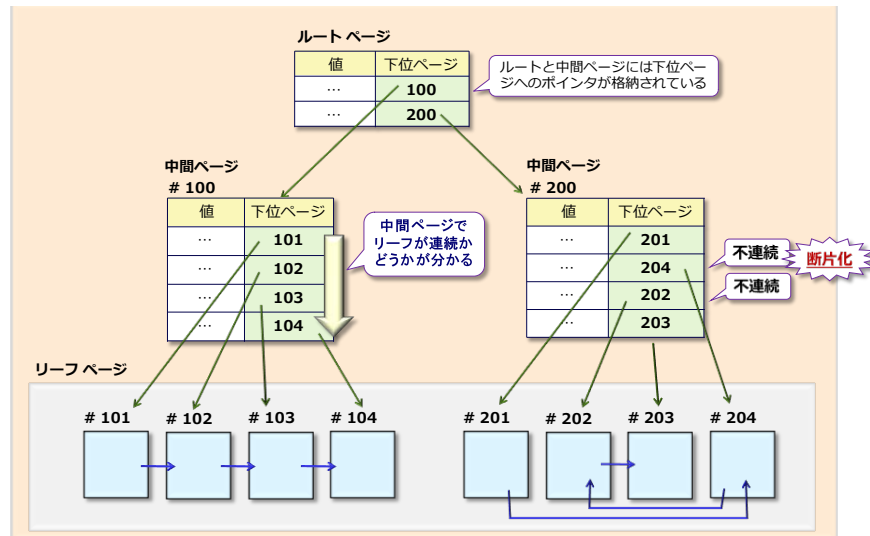 ルート ページ
値 下位ページ
… 100
… 200
ルートと中間ページには下位ペー
ジへのポインタが格納されている
中間ページ
# 100
値 下位ページ
… 101
… 102
… 103
… 104
中間ページで
リーフが連続か
どうかが分かる
中間ページ
# 200
値 下位ページ
… 201
… 204
… 202
… 203
不連続
断片化
不連続
リーフ ページ
# 101 # 102 # 103 # 104 # 201 # 202 # 203 # 204